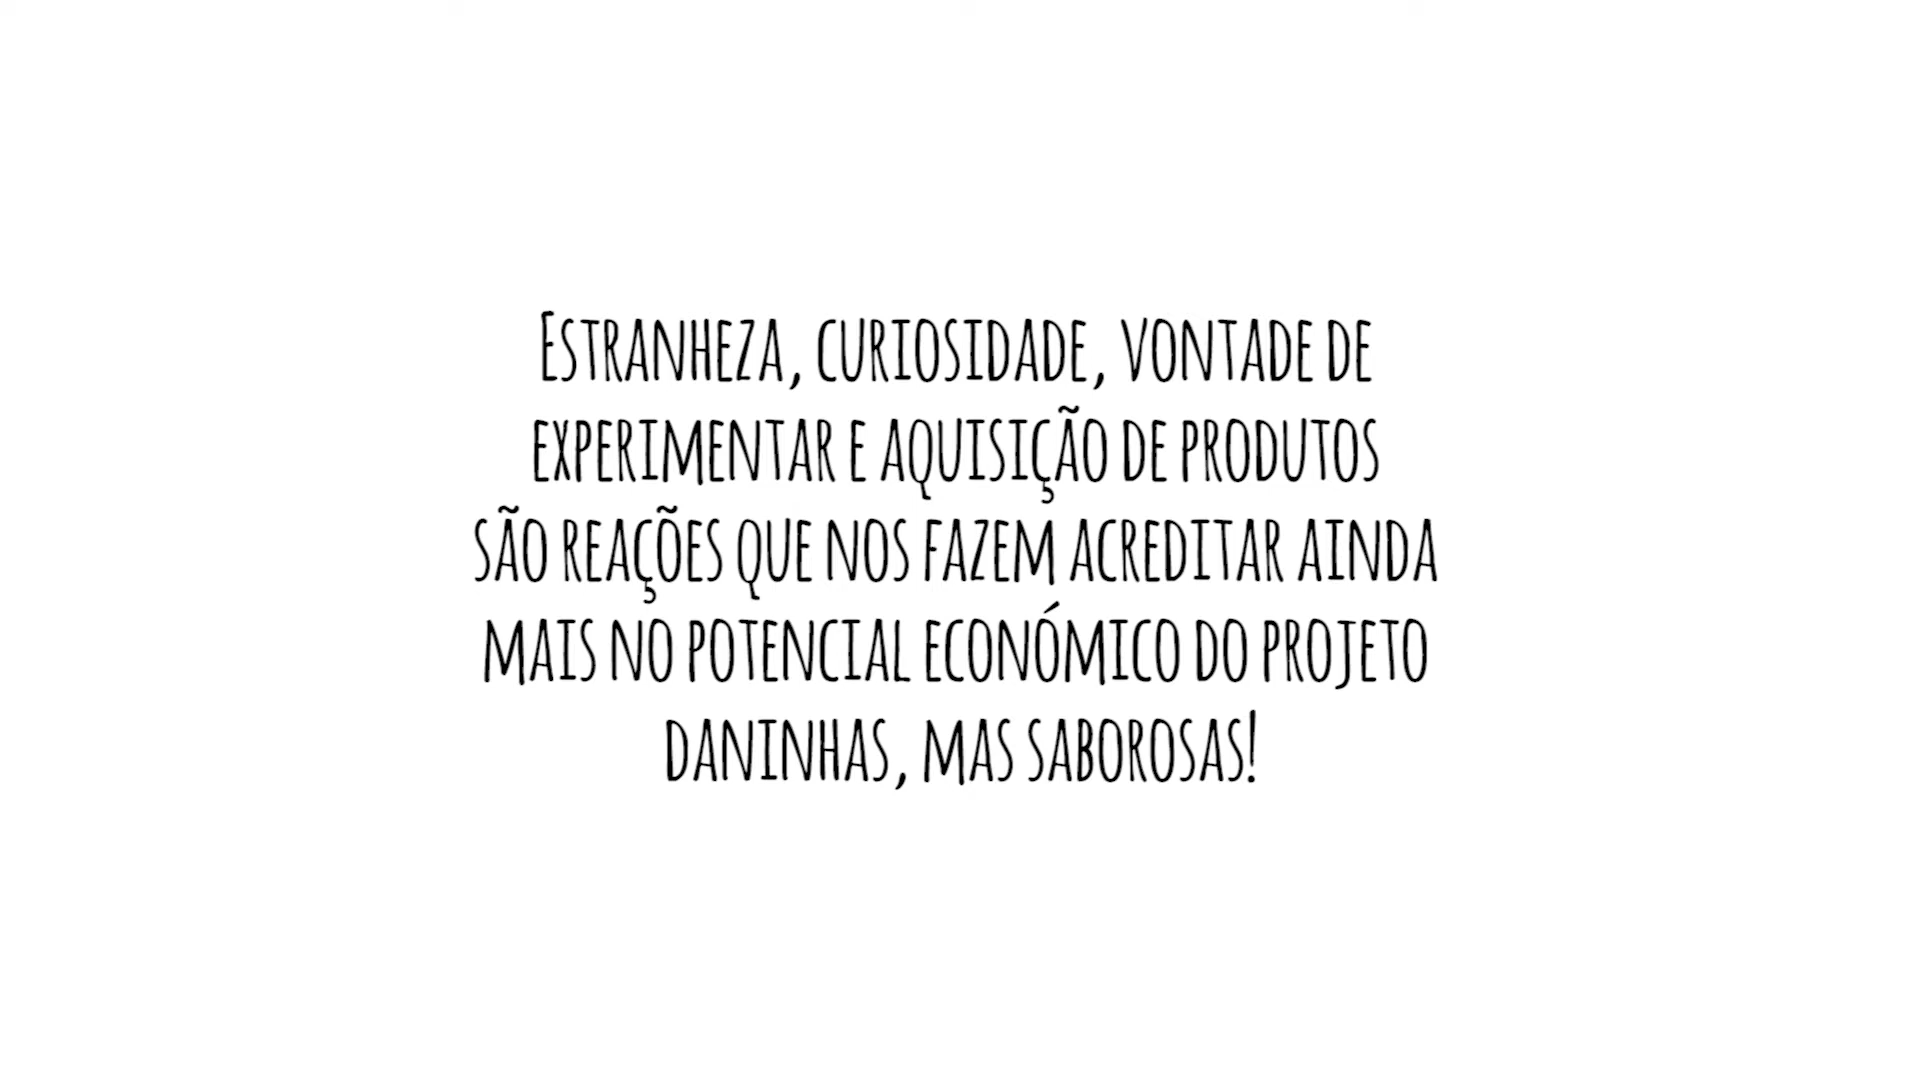 Estranheza, curiosidade, vontade de
experimentar e aquisição de produtos
são reações que nos fazem acreditar ainda
mais no potencial económico do projeto
daninhas, mas saborosas!